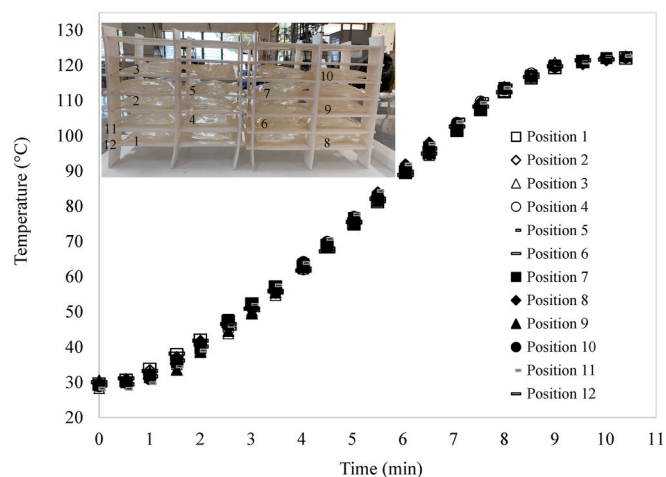 Temperature (°C)
130
120
110
100
90
80
70
60
50
40
30
20
3
10
5
7
2
9
4
11
6
12
1
8
Position 1
Position 2
Position 3
Position 4
Position 5
Position 6
Position 7
Position 8
Position 9
Position 10
Position 11
Position 12
0 1 2 3 4 5 6 7 8 9 10 11
Time (min)